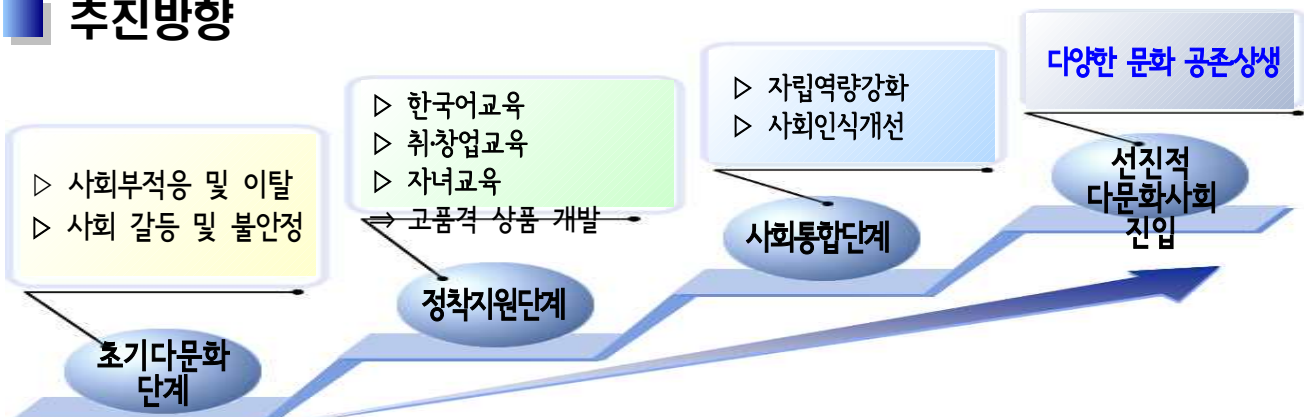 추진방향
▷ 사회부적응 및 이탈
▷ 사회 갈등 및 불안정
초기다문화
단계
▷ 한국어교육
▷ 취·창업교육
▷ 자녀교육
⇒ 고품격 상품 개발
정착지원단계
▷ 자립역량강화
▷ 사회인식개선
사회통합단계
다양한 문화 공존·상생
선진적
다문화사회
진입